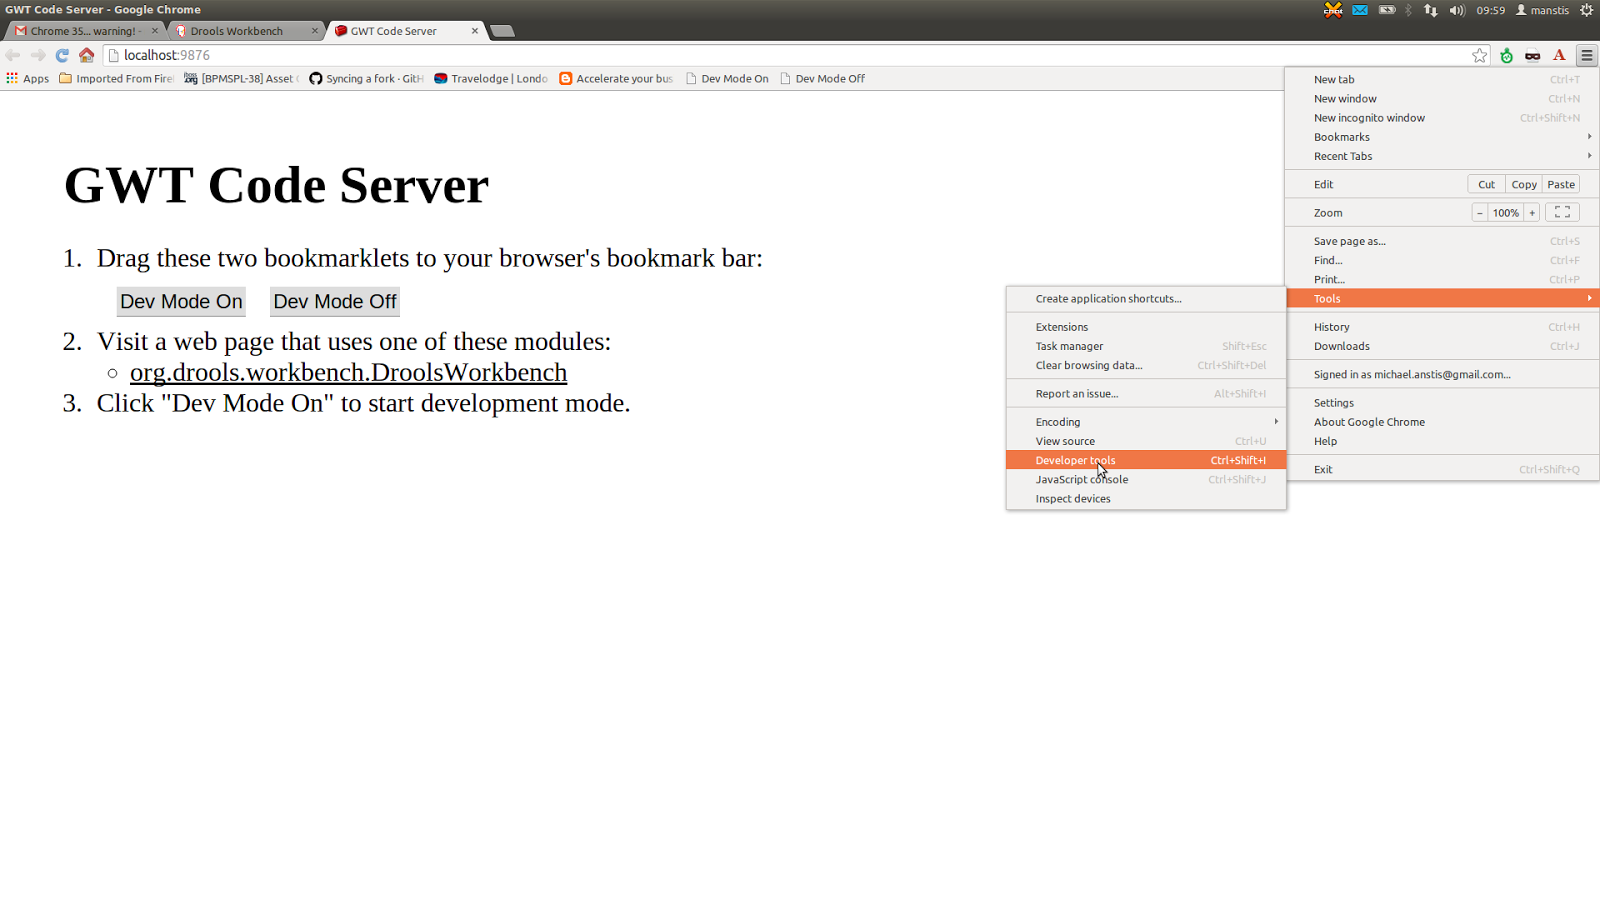 GWT Code Server - Google Chrome
09:59 manstis
Chrome 35... warning! -
Drools Workbench
GWT Code Server
localhost:9876
A
Apps
Imported From Fire
[BPMSPL-38] Asset
Syncing a fork · GitH
Travelodge | Londo
Accelerate your bus
Dev Mode On
Dev Mode Off
GWT Code Server
1. Drag these two bookmarklets to your browser's bookmark bar:
Dev Mode On Dev Mode Off
2. Visit a web page that uses one of these modules:
org.drools.workbench.DroolsWorkbench
3. Click "Dev Mode On" to start development mode.
New tab Ctrl+T
New window Ctrl+N
New incognito window Ctrl+Shift+N
Bookmarks
Recent Tabs
Edit Cut Copy Paste
Zoom − 100% +
Save page as... Ctrl+S
Find... Ctrl+F
Print... Ctrl+P
Tools
History Ctrl+H
Downloads Ctrl+J
Signed in as michael.anstis@gmail.com...
Settings
About Google Chrome
Help
Exit Ctrl+Shift+Q
Create application shortcuts...
Extensions
Task manager Shift+Esc
Clear browsing data... Ctrl+Shift+Del
Report an issue... Alt+Shift+I
Encoding
View source Ctrl+U
Developer tools Ctrl+Shift+I
JavaScript console Ctrl+Shift+J
Inspect devices